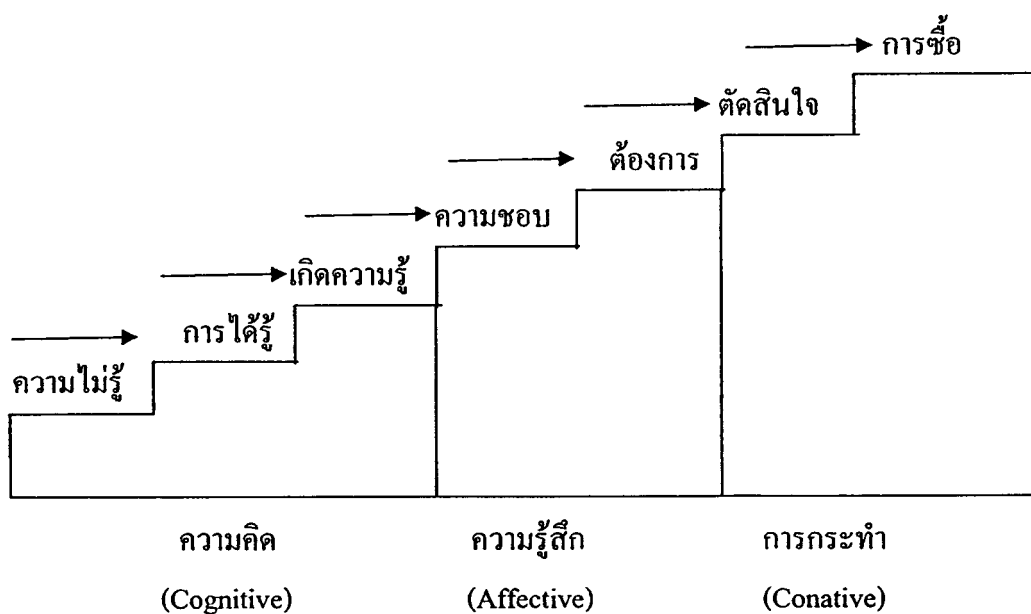 การซื้อ
ตัดสินใจ
ต้องการ
ความชอบ
เกิดความรู้
การได้รู้
ความไม่รู้
ความคิด ความรู้สึก การกระทำ
(Cognitive) (Affective) (Conative)